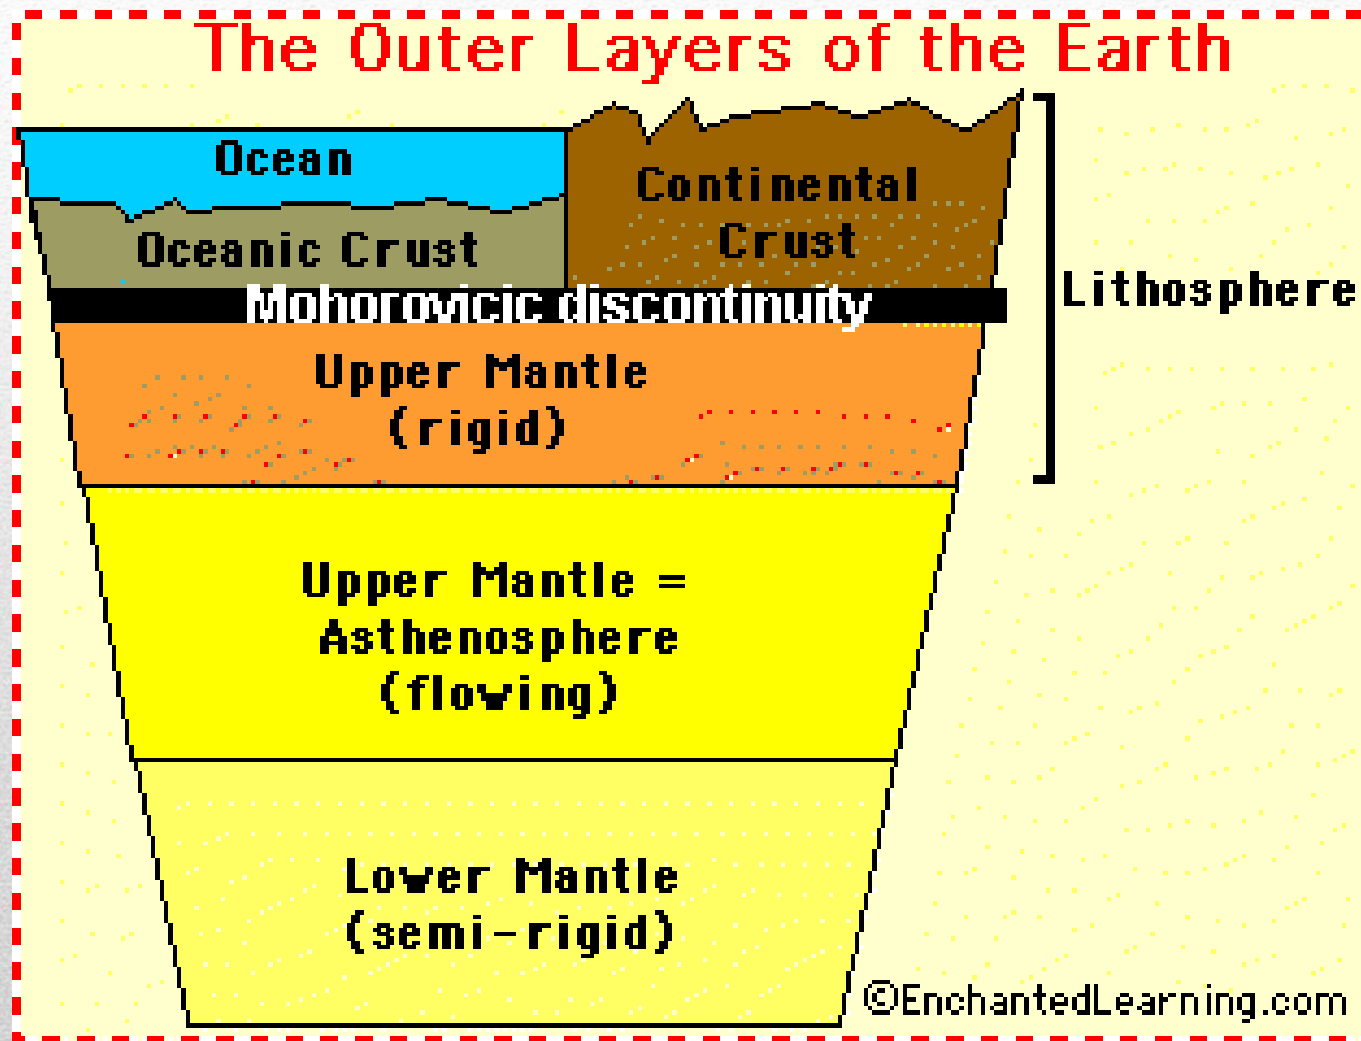 The Outer Layers of the Earth
Ocean
Continental
Crust
Oceanic Crust
Lithosphere
Mohorovicic discontinuity
Upper Mantle
(rigid)
Upper Mantle =
Asthenosphere
(flowing)
Lower Mantle
(semi-rigid)
©EnchantedLearning.com